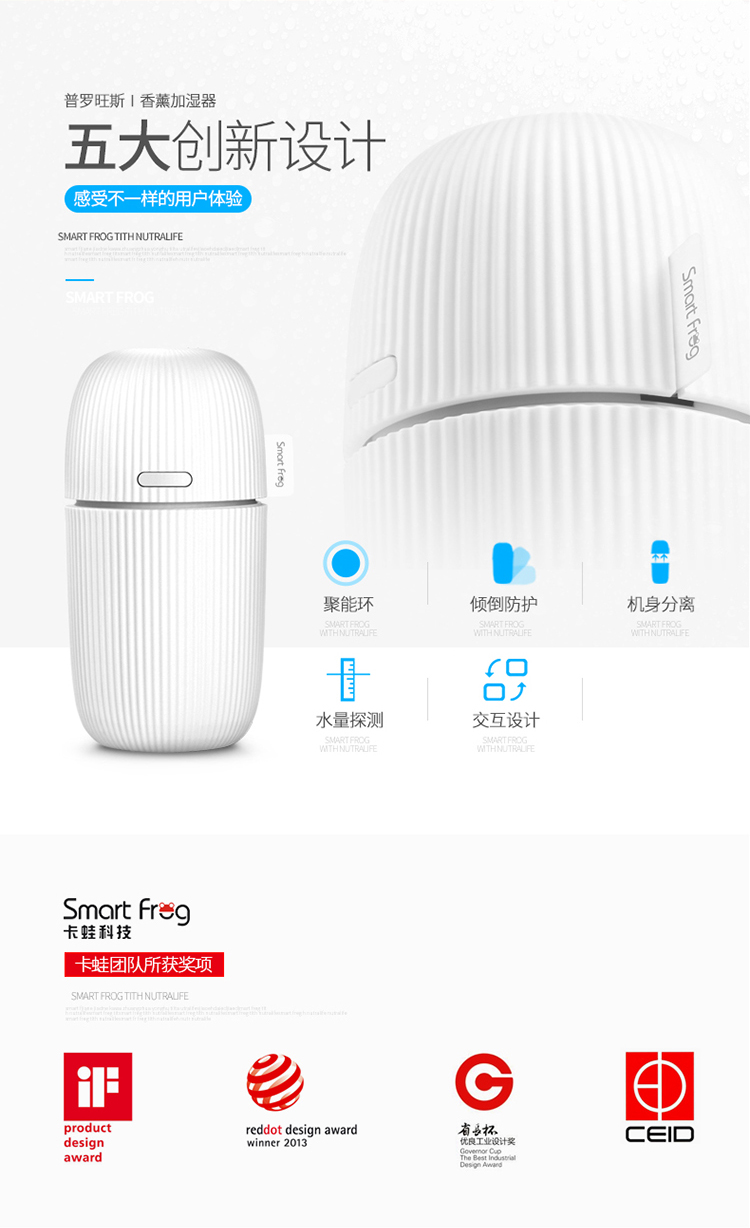 普罗旺斯 | 香薰加湿器
五大创新设计
感受不一样的用户体验
SMART FROG TITH NUTRALIFE
SMART FROG
Smart Frog
Smart Frog
聚能环
SMART FROG
WITH NUTRALIFE
倾倒防护
SMART FROG
WITH NUTRALIFE
机身分离
SMART FROG
WITH NUTRALIFE
水量探测
SMART FROG
WITH NUTRALIFE
交互设计
SMART FROG
WITH NUTRALIFE
Smart Frog
卡蛙科技
卡蛙团队所获奖项
SMART FROG TITH NUTRALIFE
iF
product
design
award
reddot design award
winner 2013
省长杯
优良工业设计奖
Governor Cup
The Best Industrial
Design Award
CEID